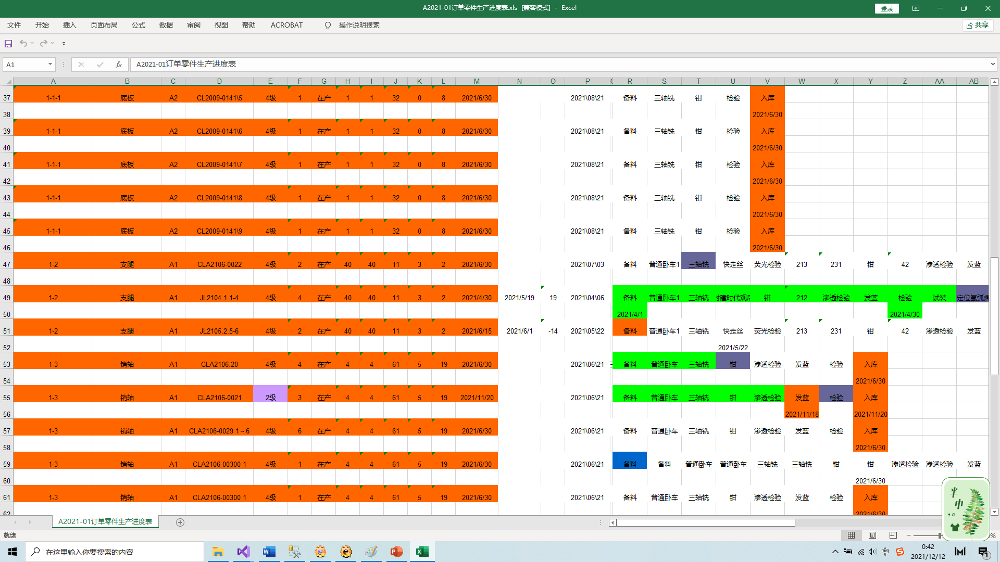 A2021-01订单零件生产进度表.xls [兼容模式] - Excel
登录
文件 开始 插入 页面布局 公式 数据 审阅 视图 帮助 ACROBAT 操作说明搜索 共享
A1 fx A2021-01订单零件生产进度表
A B C D E F G H I J K L M N O P R S T U V W X Y Z AA AB
37 1-1-1 底板 A2 CL2009-0141\5 4级 1 在产 1 1 32 0 8 2021/6/30 2021\08\21 备料 三轴铣 钳 检验 入库
38 2021/6/30
39 1-1-1 底板 A2 CL2009-0141\6 4级 1 在产 1 1 32 0 8 2021/6/30 2021\08\21 备料 三轴铣 钳 检验 入库
40 2021/6/30
41 1-1-1 底板 A2 CL2009-0141\7 4级 1 在产 1 1 32 0 8 2021/6/30 2021\08\21 备料 三轴铣 钳 检验 入库
42 2021/6/30
43 1-1-1 底板 A2 CL2009-0141\8 4级 1 在产 1 1 32 0 8 2021/6/30 2021\08\21 备料 三轴铣 钳 检验 入库
44 2021/6/30
45 1-1-1 底板 A2 CL2009-0141\9 4级 1 在产 1 1 32 0 8 2021/6/30 2021\08\21 备料 三轴铣 钳 检验 入库
46 2021/6/30
47 1-2 支腿 A1 CLA2106-0022 4级 2 在产 40 40 11 3 2 2021/6/30 2021\07\03 备料 普通卧车1 三轴铣 快走丝 荧光检验 213 231 钳 42 渗透检验 发蓝
48
49 1-2 支腿 A1 JL2104.1.1-4 4级 4 在产 40 40 11 3 2 2021/4/30 2021/5/19 19 2021\04\06 备料 普通卧车1 三轴铣 建时代观 钳 212 渗透检验 发蓝 检验 试装 定位氩弧
50 2021/4/1 2021/4/30
51 1-2 支腿 A1 JL2105.2.5-6 4级 2 在产 40 40 11 3 2 2021/6/15 2021/6/1 -14 2021\05\22 备料 普通卧车1 三轴铣 快走丝 荧光检验 213 231 钳 42 渗透检验 发蓝
52 2021/5/22
53 1-3 销轴 A1 CLA2106.20 4级 4 在产 4 4 61 5 19 2021/6/30 2021\06\21 备料 普通卧车 三轴铣 钳 渗透检验 发蓝 检验 入库
54 2021/6/30
55 1-3 销轴 A1 CLA2106-0021 2级 3 在产 4 4 61 5 19 2021/11/20 2021\06\21 备料 普通卧车 三轴铣 钳 渗透检验 发蓝 检验 入库
56 2021/11/18 2021/11/20
57 1-3 销轴 A1 CLA2106-0029 1～6 4级 6 在产 4 4 61 5 19 2021/6/30 2021\06\21 备料 普通卧车 三轴铣 钳 渗透检验 发蓝 检验 入库
58 2021/6/30
59 1-3 销轴 A1 CLA2106-00300 1 4级 1 在产 4 4 61 5 19 2021/6/30 2021\06\21 备料 备料 普通卧车 普通卧车 三轴铣 三轴铣 钳 钳 渗透检验 渗透检验 发蓝
60 2021/6/30
61 1-3 销轴 A1 CLA2106-00300 1 4级 1 在产 4 4 61 5 19 2021/6/30 2021\06\21 备料 普通卧车 三轴铣 钳 渗透检验 发蓝 检验 入库
62 2021/6/30
A2021-01订单零件生产进度表
就绪
半
中
在这里输入你要搜索的内容
中 0:42
2021/12/12
1